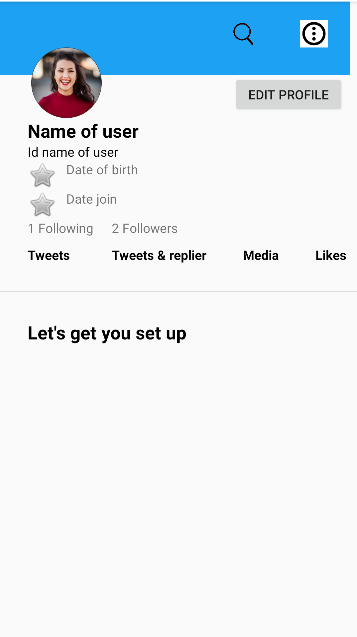 EDIT PROFILE
Name of user
Id name of user
Date of birth
Date join
1 Following 2 Followers
Tweets Tweets & replier Media Likes
Let's get you set up